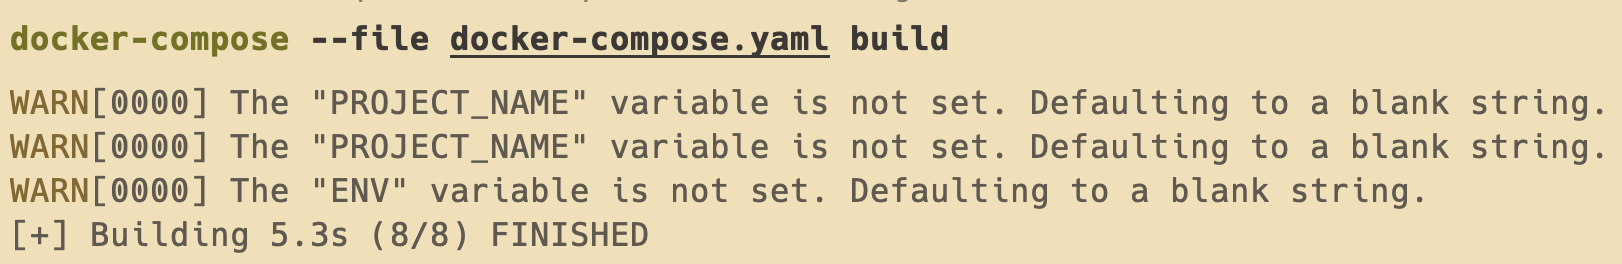 docker-compose --file docker-compose.yaml build
WARN[0000] The "PROJECT_NAME" variable is not set. Defaulting to a blank string.
WARN[0000] The "PROJECT_NAME" variable is not set. Defaulting to a blank string.
WARN[0000] The "ENV" variable is not set. Defaulting to a blank string.
[+] Building 5.3s (8/8) FINISHED